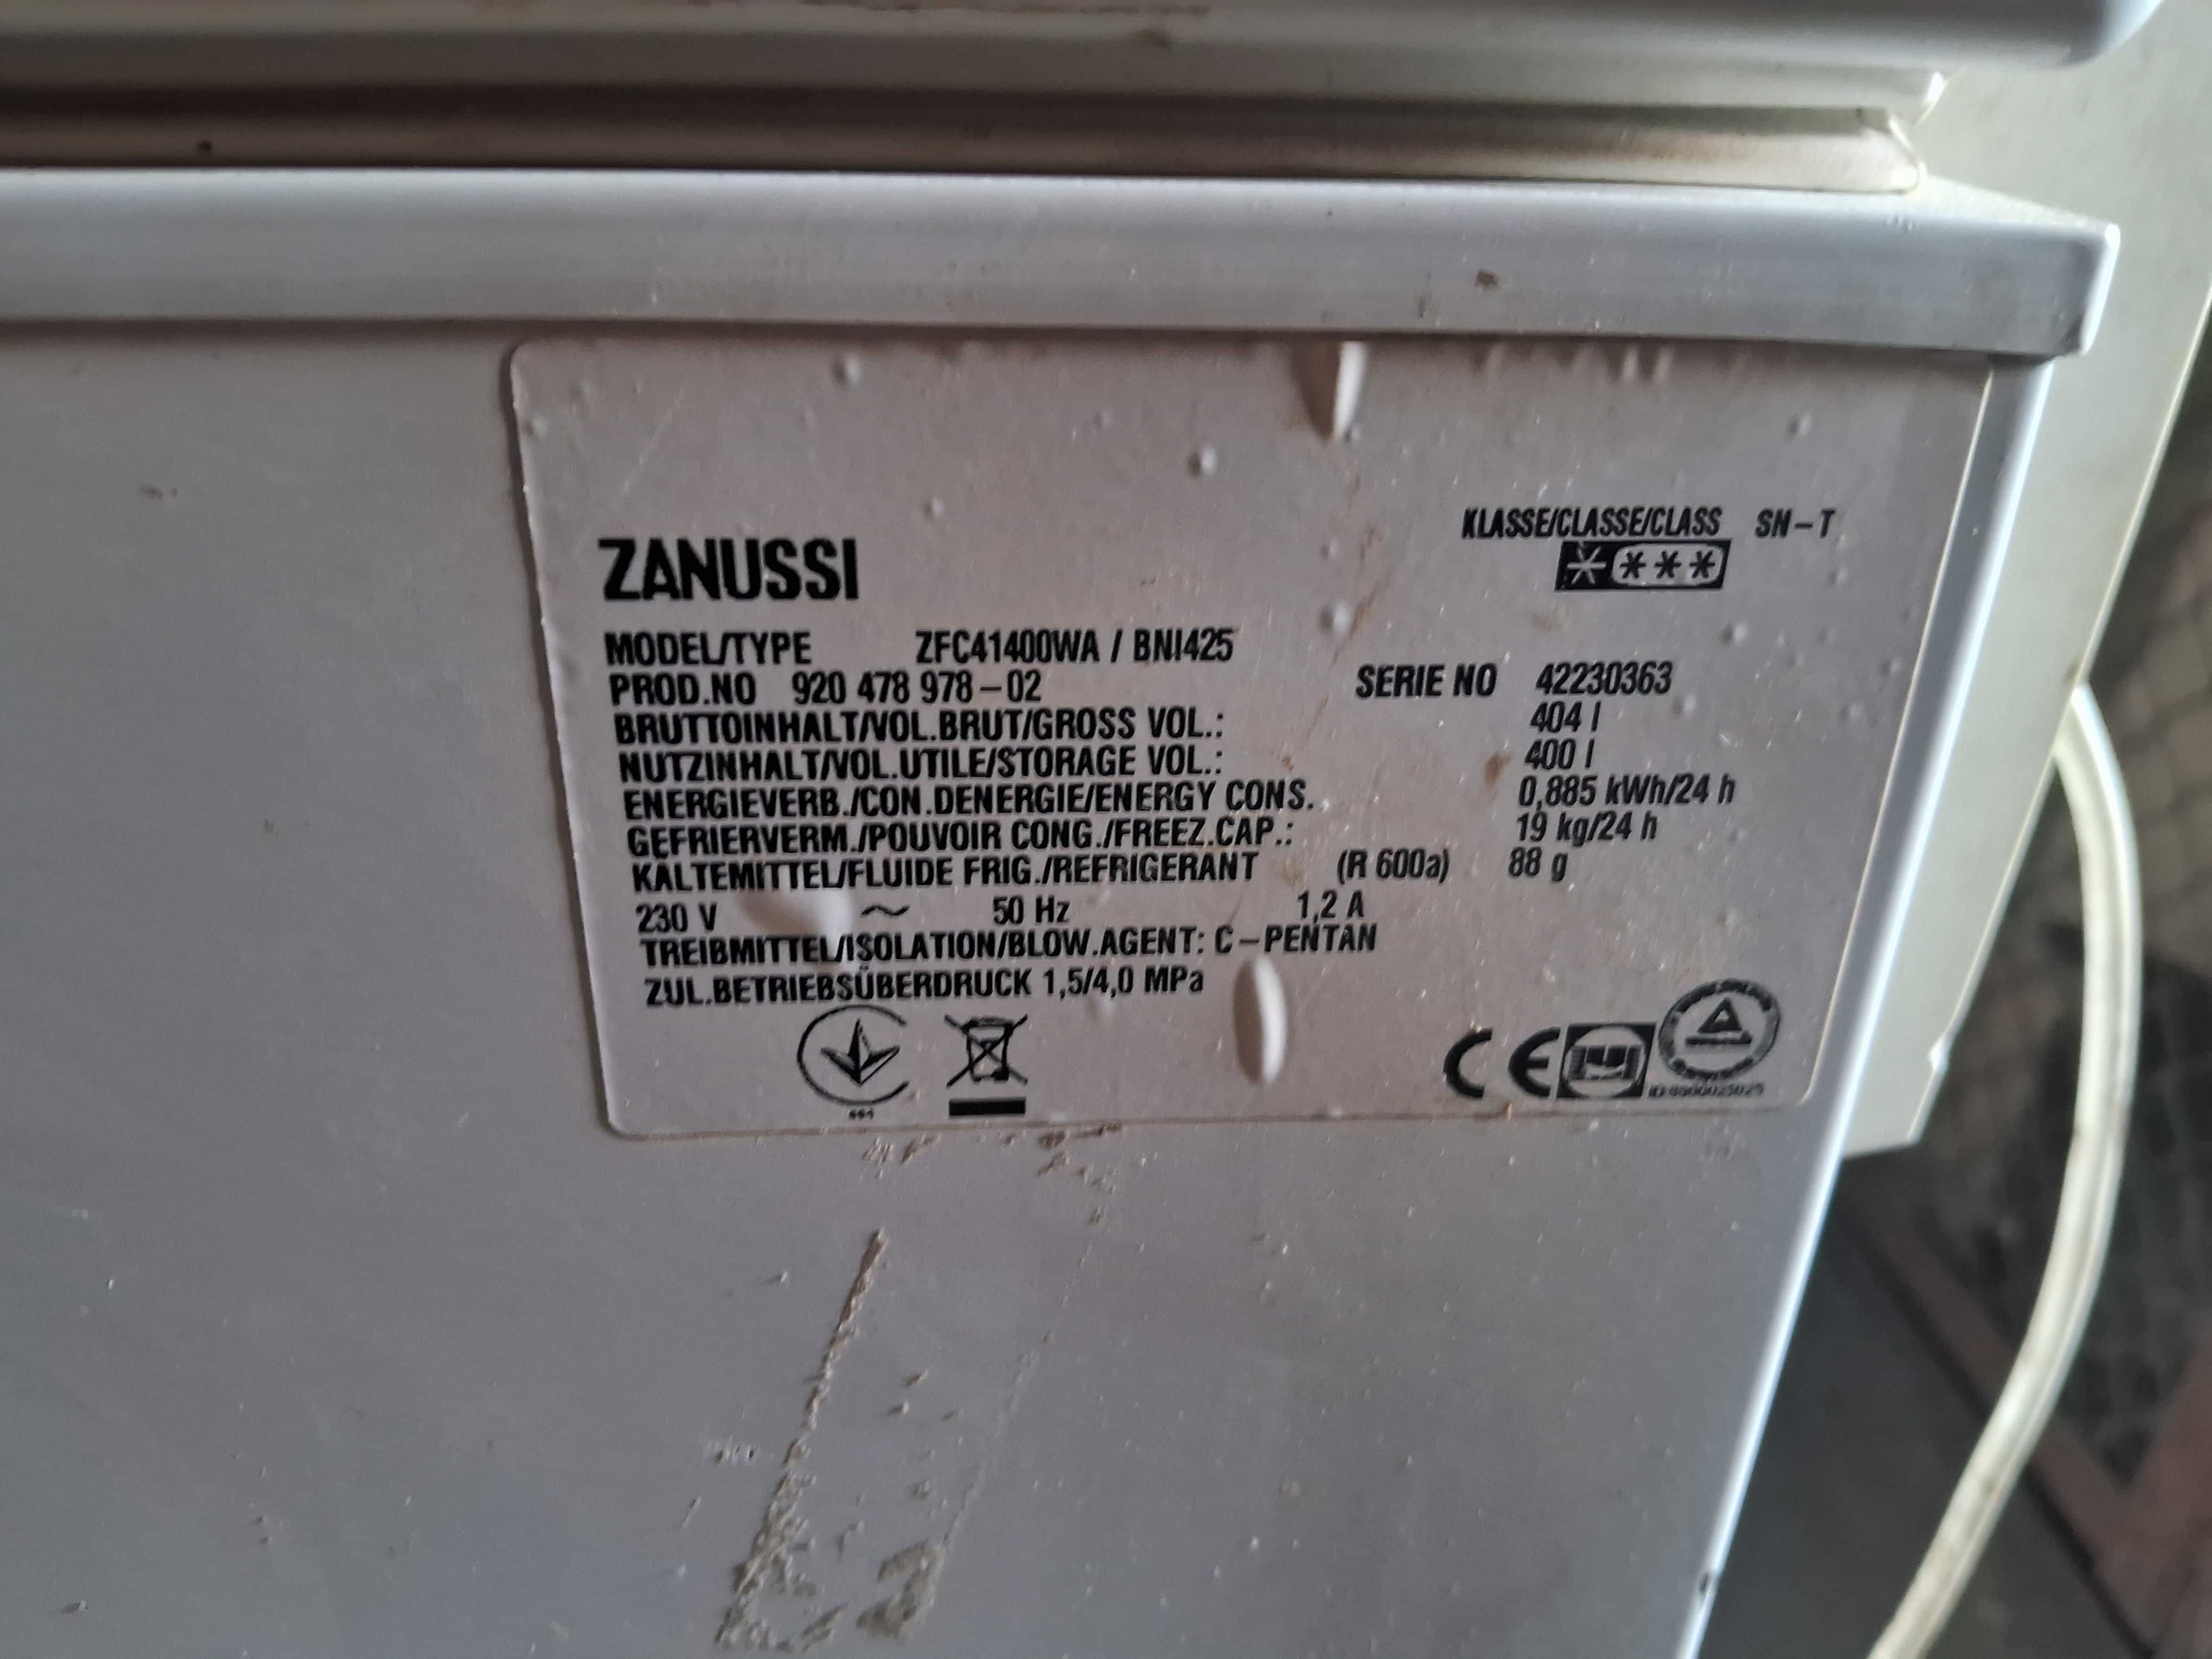 KLASSE/CLASSE/CLASS SN-T
ZANUSSI
MODEL/TYPE ZFC41400WA / BNI425
PROD.NO 920 478 978-02 SERIE NO 42230363
BRUTTOINHALT/VOL.BRUT/GROSS VOL.: 404 l
NUTZINHALT/VOL.UTILE/STORAGE VOL.: 400 l
ENERGIEVERB./CON.DENERGIE/ENERGY CONS. 0,885 kWh/24 h
GEFRIERVERM./POUVOIR CONG./FREEZ.CAP.: 19 kg/24 h
KÄLTEMITTEL/FLUIDE FRIG./REFRIGERANT (R 600a) 88 g
230 V ~ 50 Hz 1,2 A
TREIBMITTEL/ISOLATION/BLOW.AGENT: C-PENTAN
ZUL.BETRIEBSÜBERDRUCK 1,5/4,0 MPa
CE